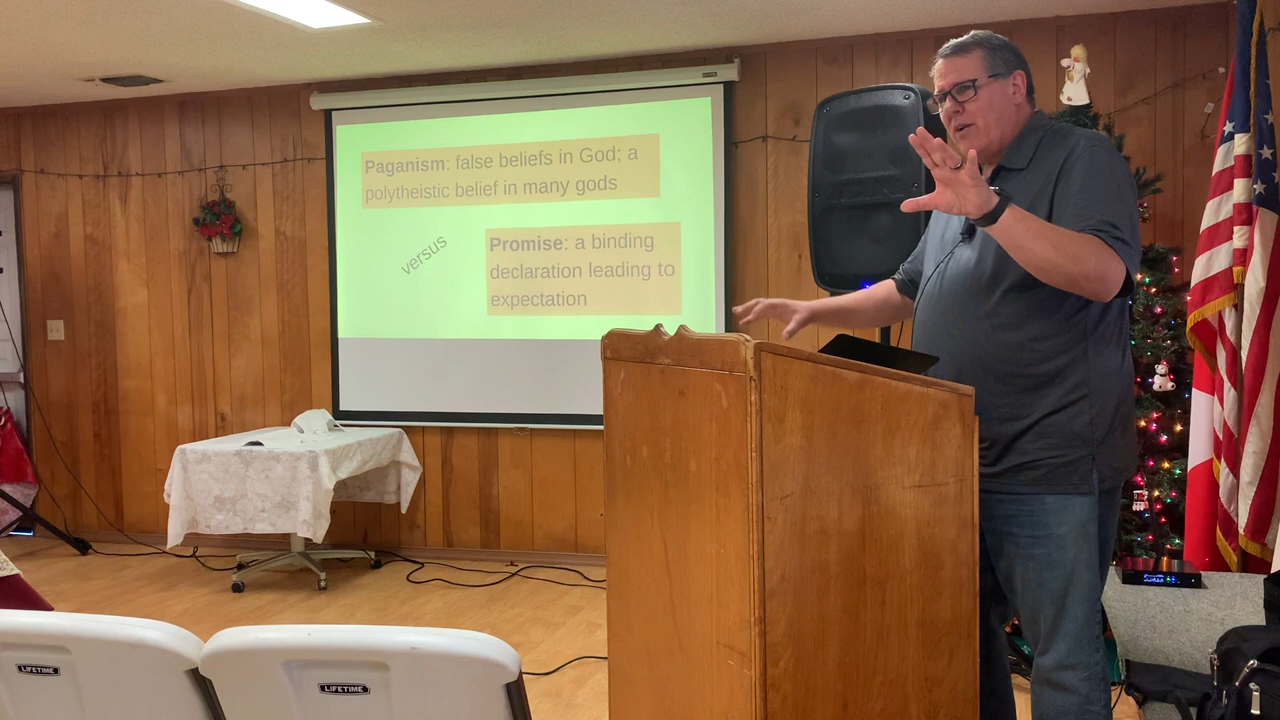 Paganism: false beliefs in God; a
polytheistic belief in many gods
versus
Promise: a binding
declaration leading to
expectation
LIFETIME
LIFETIME